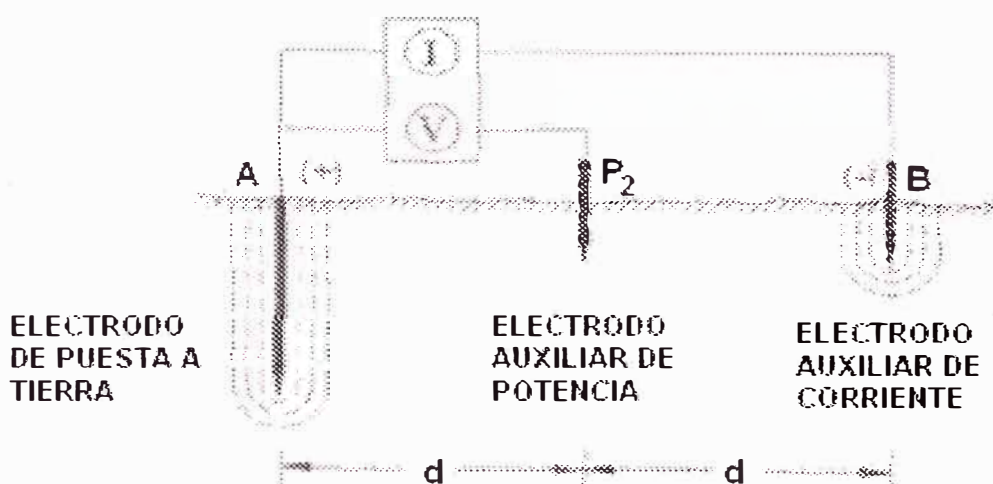 I
V
A (+) P2 (-) B
ELECTRODO
DE PUESTA A
TIERRA
ELECTRODO
AUXILIAR DE
POTENCIA
ELECTRODO
AUXILIAR DE
CORRIENTE
d d